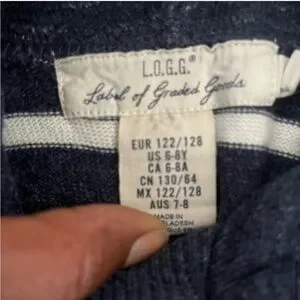 L.O.G.G.®
Label of Graded Goods
EUR 122/128
US 6-8Y
CA 6-8A
CN 130/64
MX 122/128
AUS 7-8
MADE IN